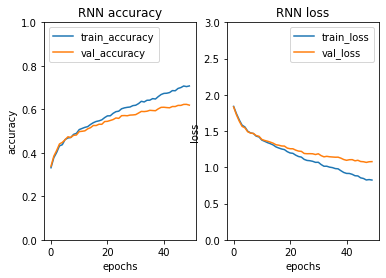 RNN accuracy
train_accuracy
val_accuracy
accuracy
1.0
0.8
0.6
0.4
0.2
0.0
0
20
40
epochs
RNN loss
train_loss
val_loss
loss
3.0
2.5
2.0
1.5
1.0
0.5
0.0
0
20
40
epochs